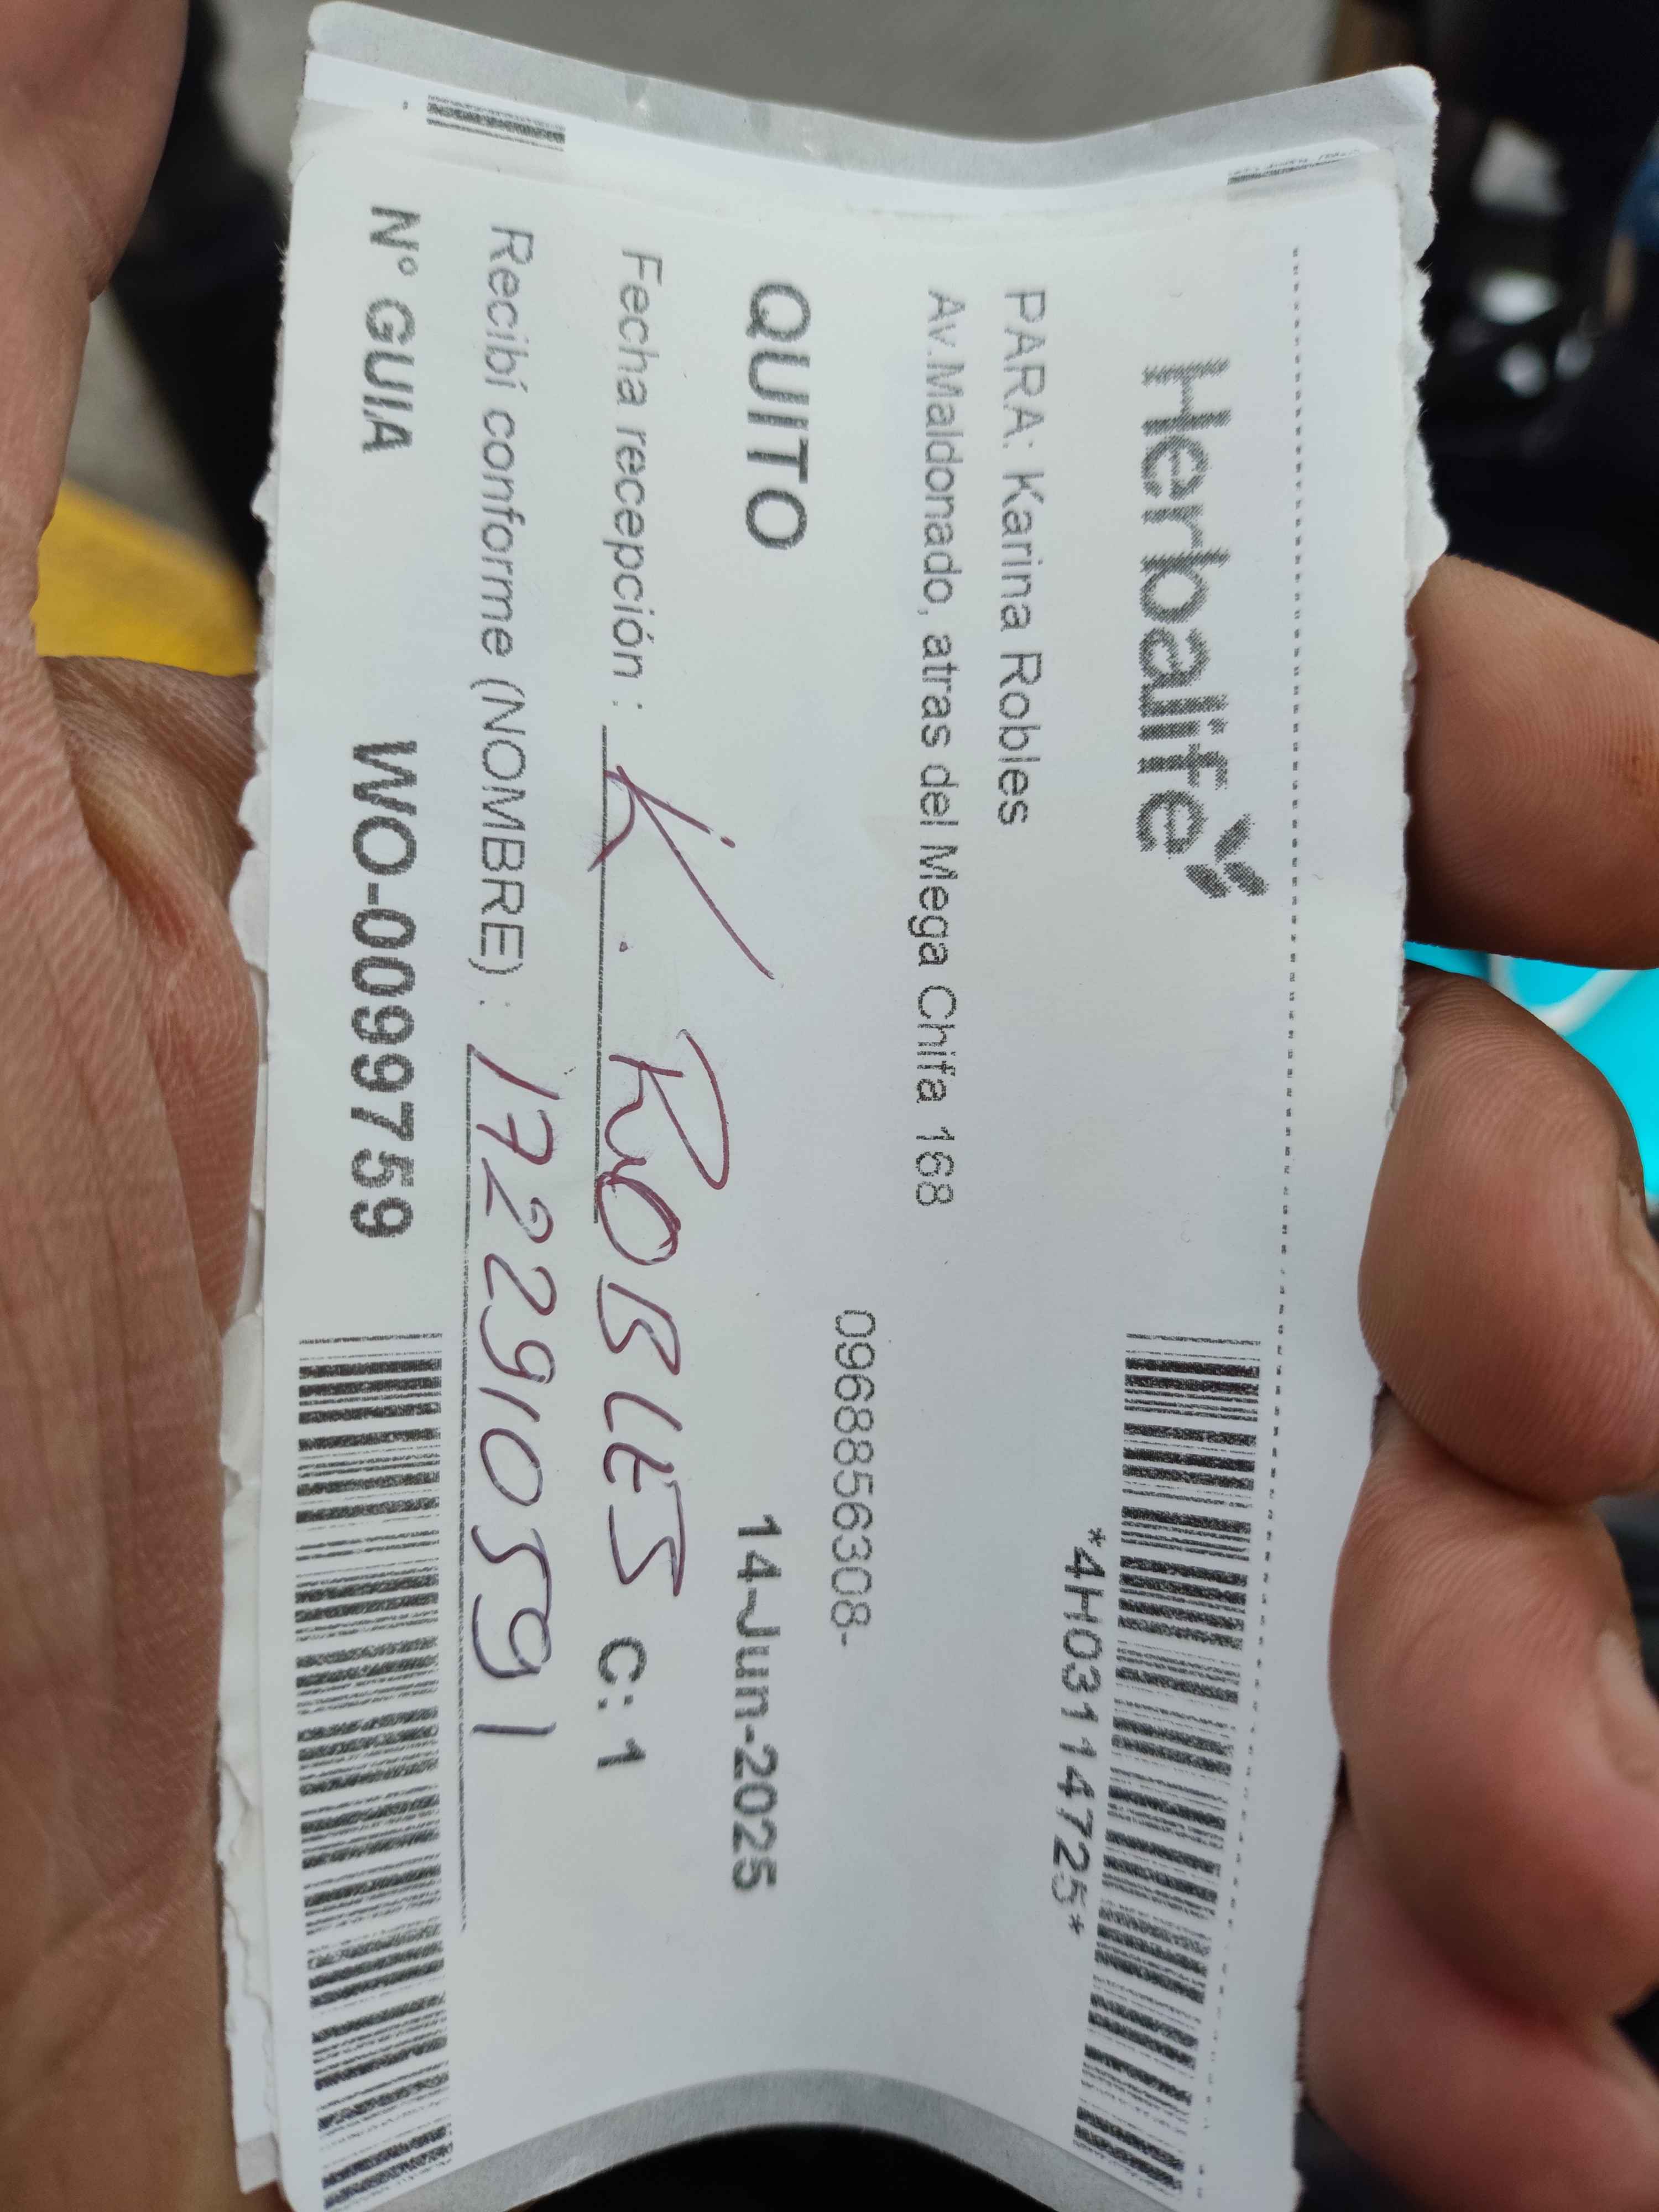 Herbalife
*4H03114725*
PARA: Karina Robles
Av.Maldonado, atras del Mega Chifa 168
0968856308-
QUITO 14-Jun-2025
Fecha recepción : K. ROBLES C: 1
Recibí conforme (NOMBRE) : 1722910591
N° GUIA WO-0099759